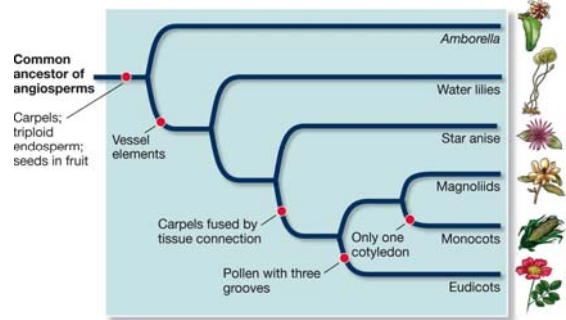 Common
ancestor of
angiosperms
Carpels;
triploid
endosperm;
seeds in fruit
Vessel
elements
Carpels fused by
tissue connection
Pollen with three
grooves
Only one
cotyledon
Amborella
Water lilies
Star anise
Magnoliids
Monocots
Eudicots